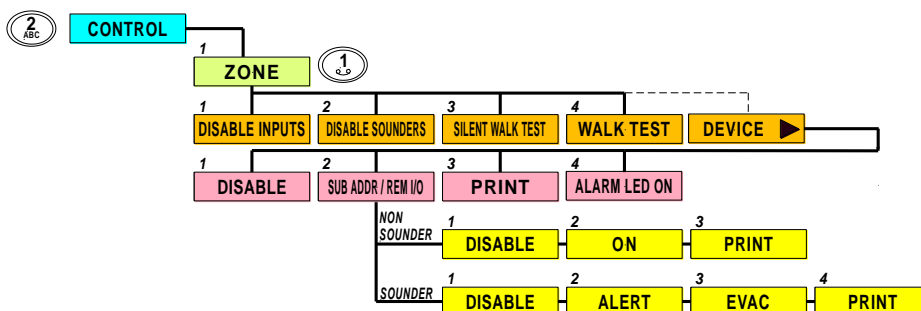 2
ABC
CONTROL
1
ZONE
1
1 2 3 4
DISABLE INPUTS DISABLE SOUNDERS SILENT WALK TEST WALK TEST DEVICE
1 2 3 4
DISABLE SUB ADDR / REM I/O PRINT ALARM LED ON
NON
SOUNDER
1 2 3
DISABLE ON PRINT
SOUNDER
1 2 3 4
DISABLE ALERT EVAC PRINT